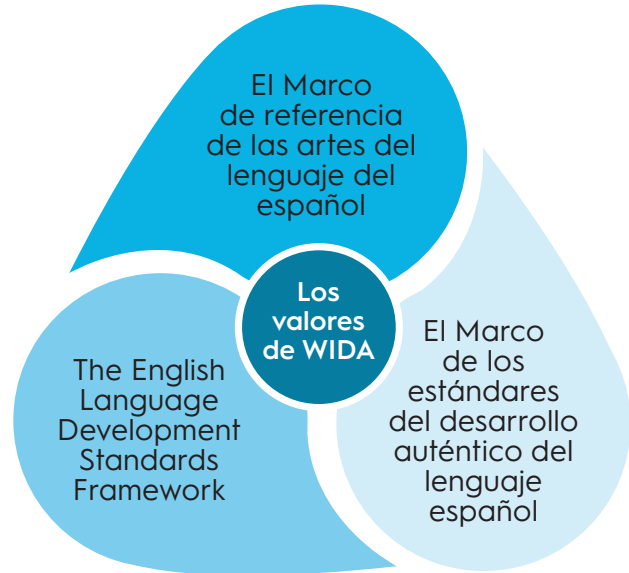 El Marco
de referencia
de las artes del
lenguaje del
español
Los
valores
de WIDA
The English
Language
Development
Standards
Framework
El Marco
de los
estándares
del desarrollo
auténtico del
lenguaje
español